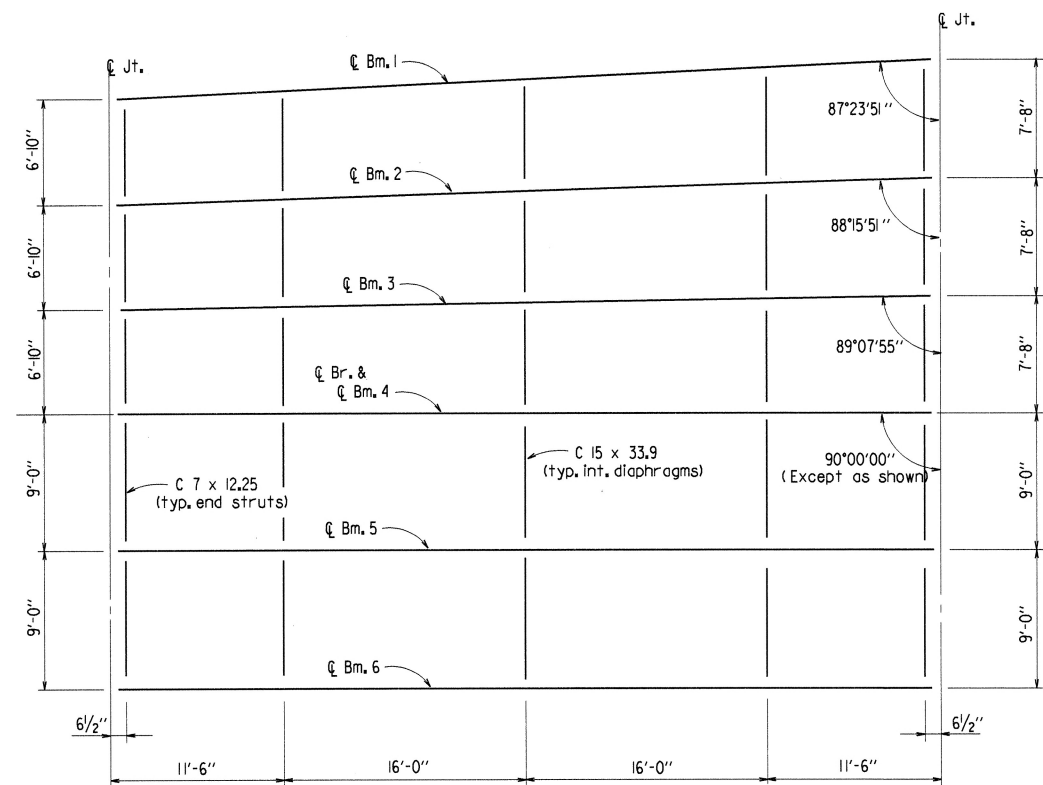 ℄ Jt.
℄ Jt.
℄ Bm. 1
87°23'51''
6'-10''
7'-8''
℄ Bm. 2
88°15'51''
6'-10''
7'-8''
℄ Bm. 3
89°07'55''
6'-10''
7'-8''
℄ Br. &
℄ Bm. 4
C 15 x 33.9
(typ. int. diaphragms)
90°00'00''
(Except as shown)
C 7 x 12.25
(typ. end struts)
9'-0''
9'-0''
℄ Bm. 5
9'-0''
9'-0''
℄ Bm. 6
6½''
6½''
11'-6''
16'-0''
16'-0''
11'-6''